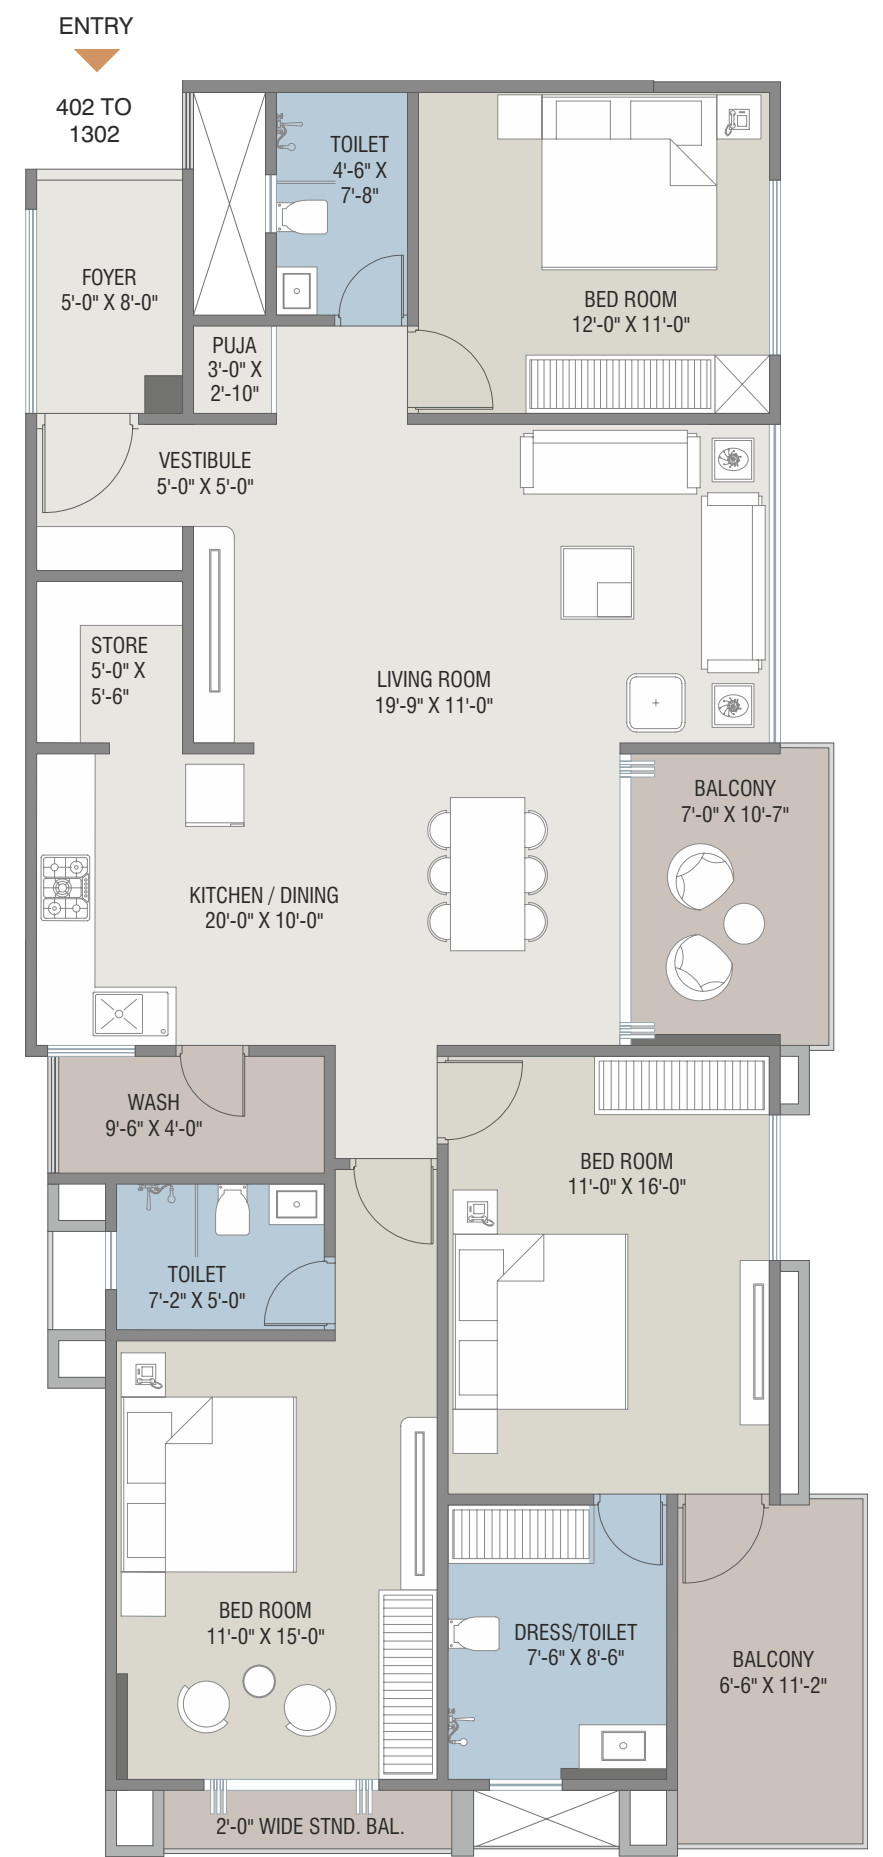 ENTRY
402 TO
1302
TOILET
4'-6" X
7'-8"
FOYER
5'-0" X 8'-0"
BED ROOM
12'-0" X 11'-0"
PUJA
3'-0" X
2'-10"
VESTIBULE
5'-0" X 5'-0"
STORE
5'-0" X
5'-6"
LIVING ROOM
19'-9" X 11'-0"
BALCONY
7'-0" X 10'-7"
KITCHEN / DINING
20'-0" X 10'-0"
WASH
9'-6" X 4'-0"
BED ROOM
11'-0" X 16'-0"
TOILET
7'-2" X 5'-0"
BED ROOM
11'-0" X 15'-0"
DRESS/TOILET
7'-6" X 8'-6"
BALCONY
6'-6" X 11'-2"
2'-0" WIDE STND. BAL.